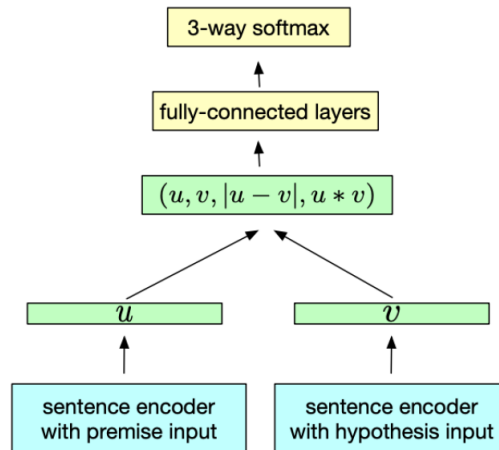 3-way softmax
fully-connected layers
(u, v, |u − v|, u * v)
u
v
sentence encoder
with premise input
sentence encoder
with hypothesis input